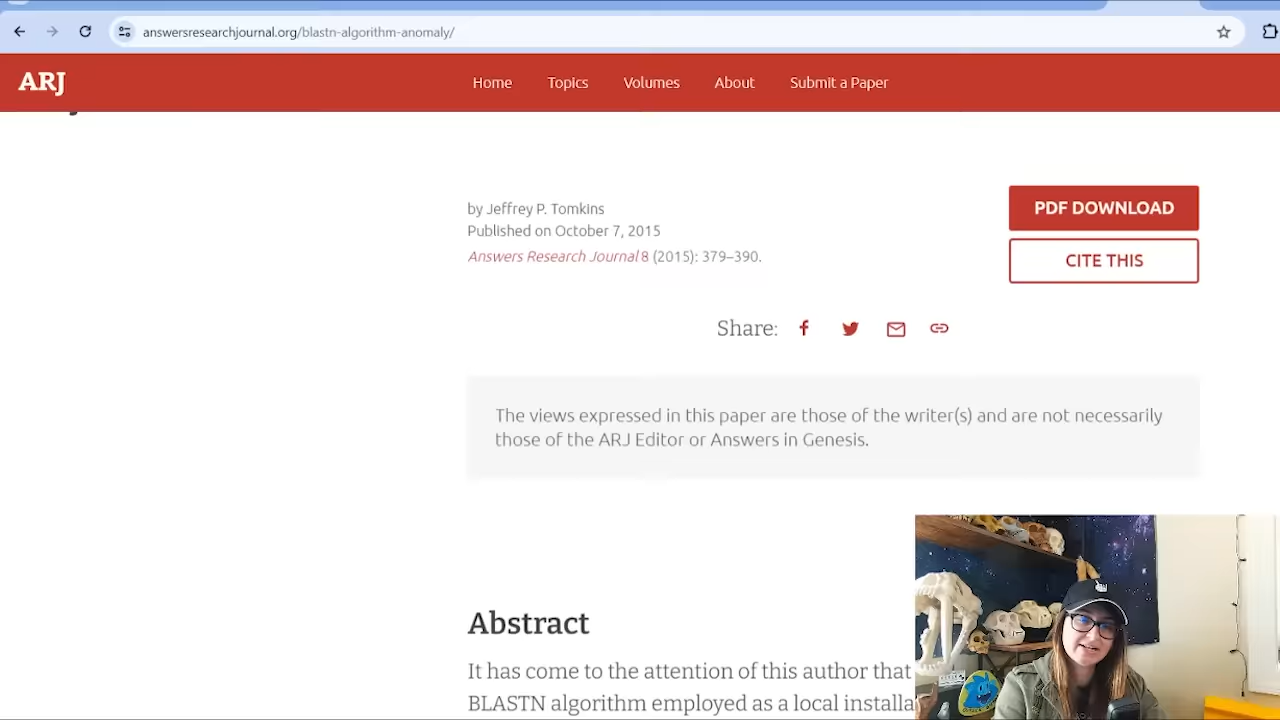 answersresearchjournal.org/blastn-algorithm-anomaly/
ARJ
Home Topics Volumes About Submit a Paper
by Jeffrey P. Tomkins
Published on October 7, 2015
Answers Research Journal 8 (2015): 379–390.
PDF DOWNLOAD
CITE THIS
Share:
The views expressed in this paper are those of the writer(s) and are not necessarily
those of the ARJ Editor or Answers in Genesis.
Abstract
It has come to the attention of this author that
BLASTN algorithm employed as a local installa